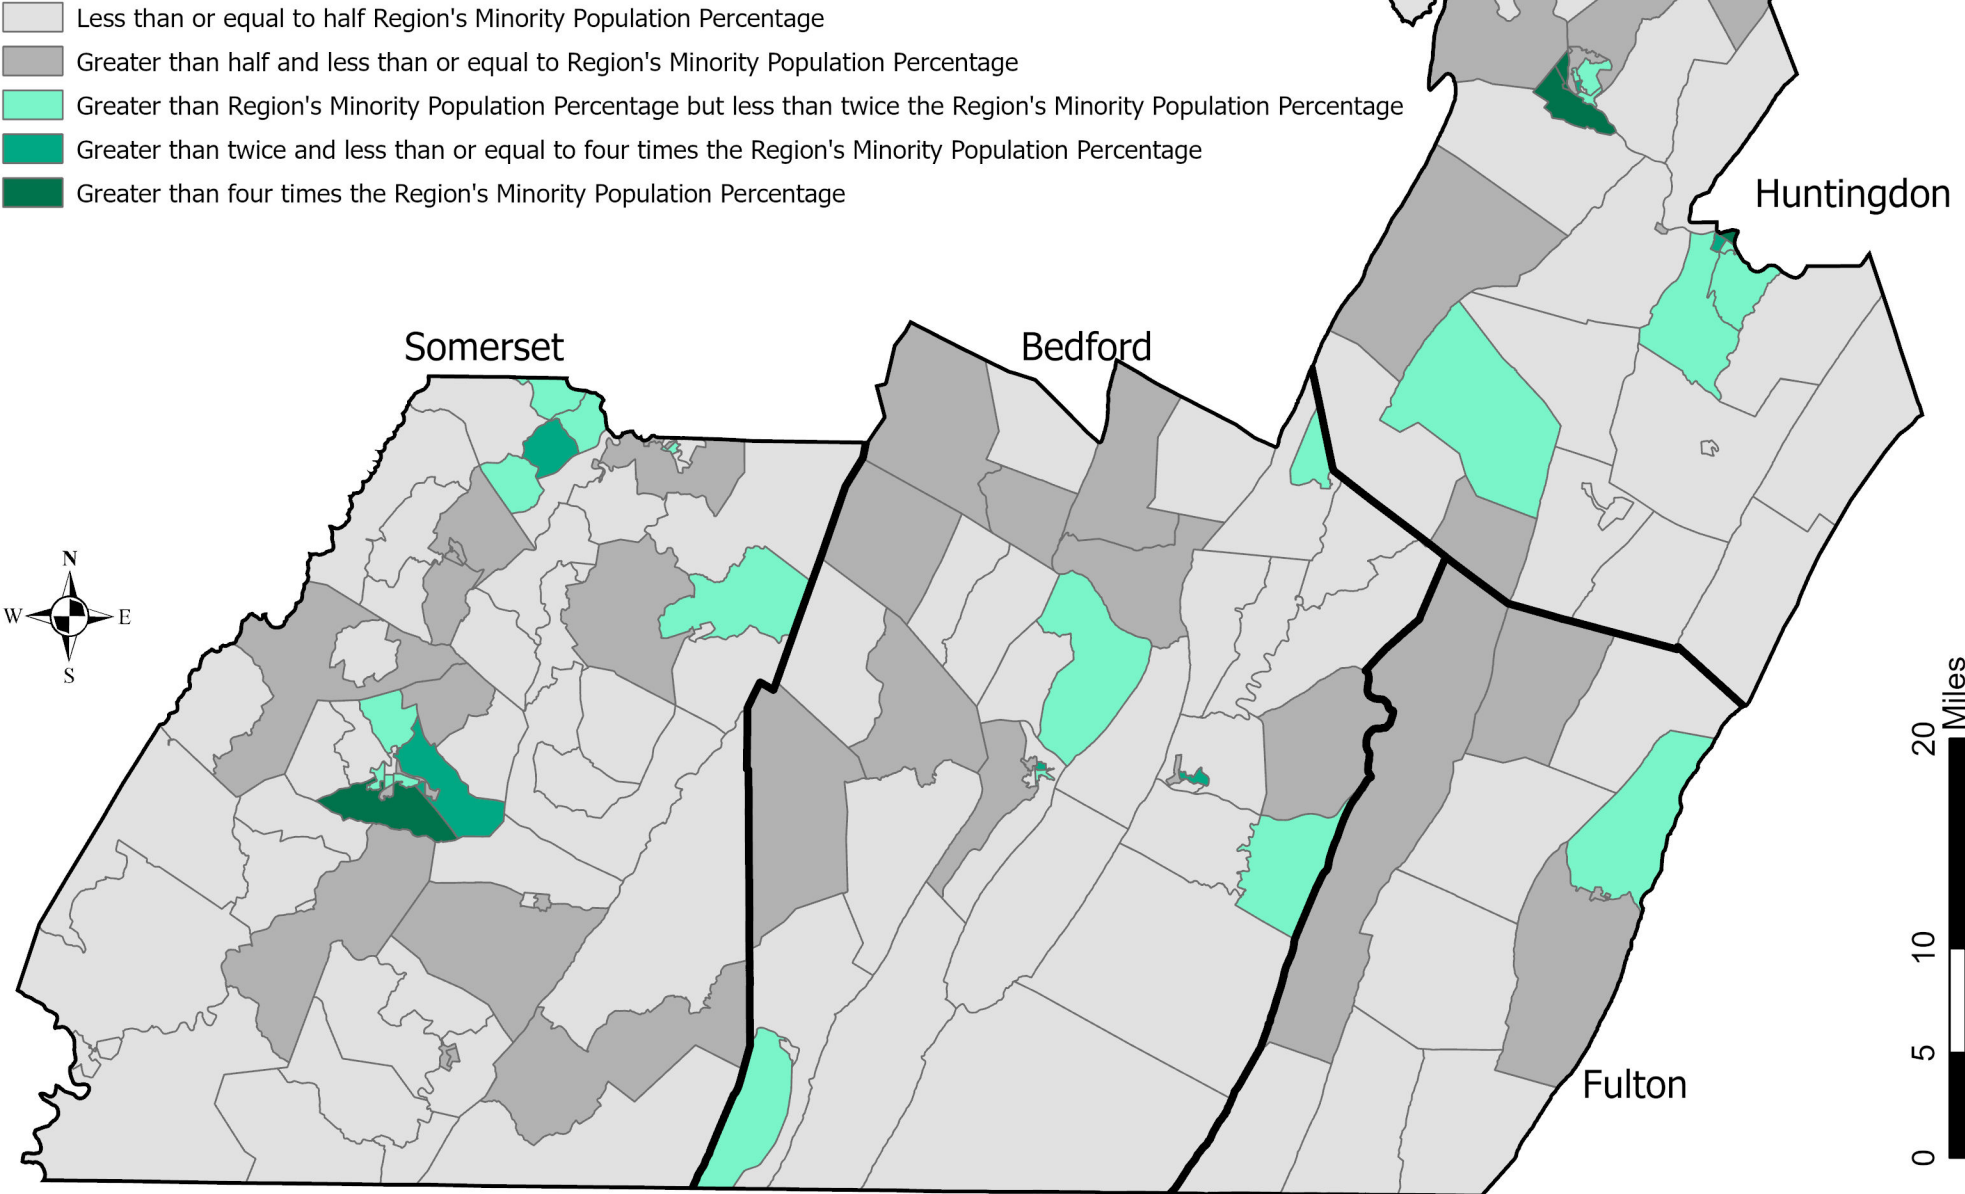 Less than or equal to half Region's Minority Population Percentage
Greater than half and less than or equal to Region's Minority Population Percentage
Greater than Region's Minority Population Percentage but less than twice the Region's Minority Population Percentage
Greater than twice and less than or equal to four times the Region's Minority Population Percentage
Greater than four times the Region's Minority Population Percentage
Huntingdon
Somerset
Bedford
N
W E
S
Fulton
0 5 10 20
Miles